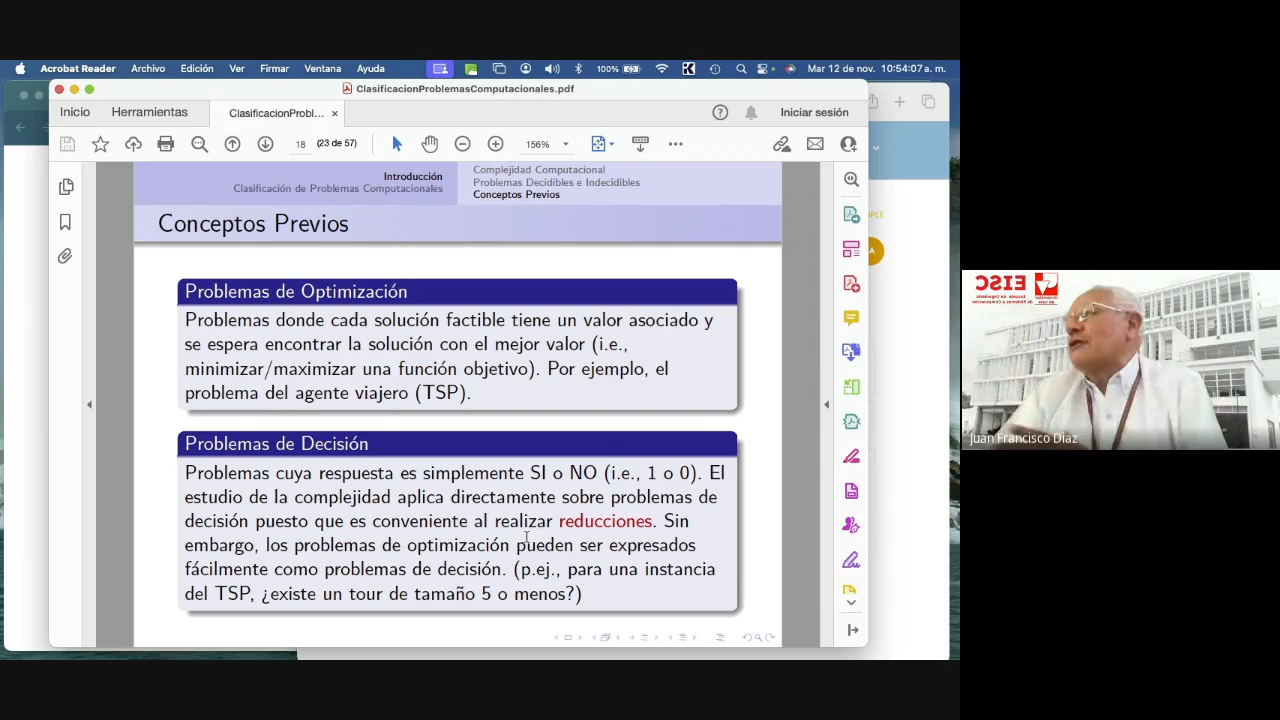 Acrobat Reader Archivo Edición Ver Firmar Ventana Ayuda 100% Mar 12 de nov. 10:54:07 a. m.
ClasificacionProblemasComputacionales.pdf
Inicio Herramientas ClasificacionProbl... × Iniciar sesión
18 (23 de 57) 156%
Introducción
Clasificación de Problemas Computacionales
Complejidad Computacional
Problemas Decidibles e Indecidibles
Conceptos Previos
Conceptos Previos
Problemas de Optimización
Problemas donde cada solución factible tiene un valor asociado y
se espera encontrar la solución con el mejor valor (i.e.,
minimizar/maximizar una función objetivo). Por ejemplo, el
problema del agente viajero (TSP).
Problemas de Decisión
Problemas cuya respuesta es simplemente SI o NO (i.e., 1 o 0). El
estudio de la complejidad aplica directamente sobre problemas de
decisión puesto que es conveniente al realizar reducciones. Sin
embargo, los problemas de optimización pueden ser expresados
fácilmente como problemas de decisión. (p.ej., para una instancia
del TSP, ¿existe un tour de tamaño 5 o menos?)
EISC
Juan Francisco Díaz